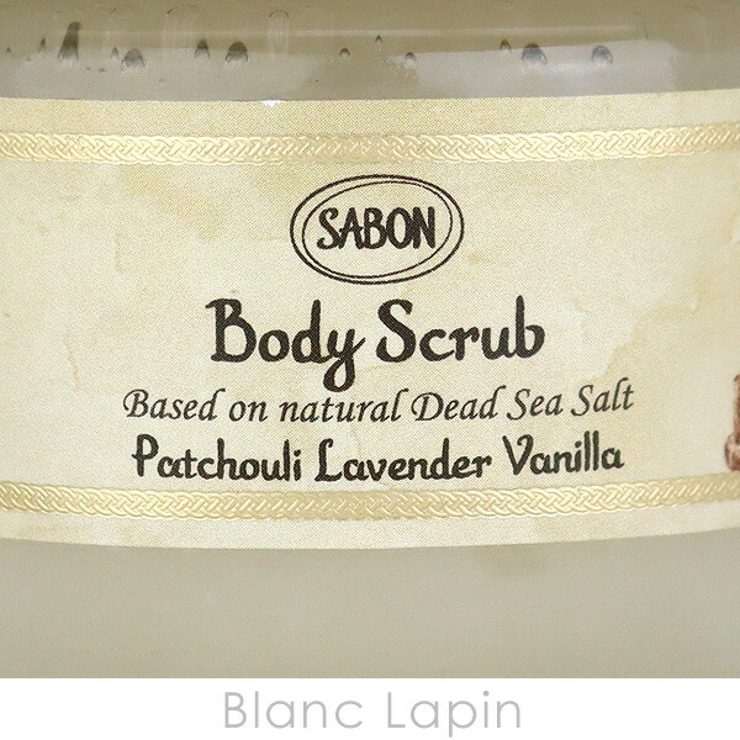 SABON
Body Scrub
Based on natural Dead Sea Salt
Patchouli Lavender Vanilla
Blanc Lapin